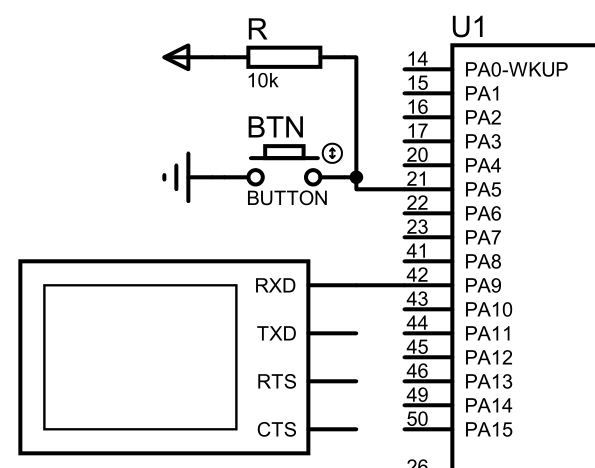 R
10k
BTN
BUTTON
RXD
TXD
RTS
CTS
U1
14 PA0-WKUP
15 PA1
16 PA2
17 PA3
20 PA4
21 PA5
22 PA6
23 PA7
41 PA8
42 PA9
43 PA10
44 PA11
45 PA12
46 PA13
49 PA14
50 PA15
26